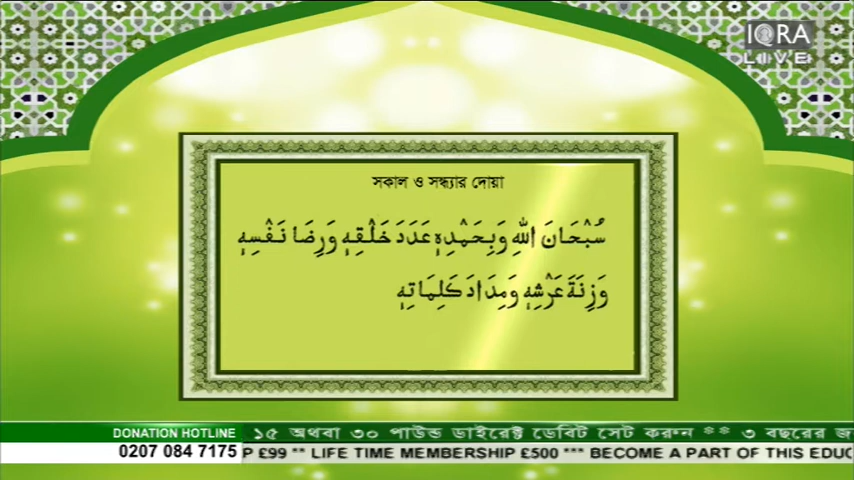 IQRA
LIVE
সকাল ও সন্ধ্যার দোয়া
سُبْحَانَ اللهِ وَبِحَمْدِهٖ عَدَدَ خَلْقِهٖ وَرِضَا نَفْسِهٖ
وَزِنَةَ عَرْشِهٖ وَمِدَادَ كَلِمَاتِهٖ
DONATION HOTLINE ১৫ অথবা ৩০ পাউন্ড ডাইরেক্ট ডেবিট সেট করুন ** ৩ বছরের
0207 084 7175 P £99 ** LIFE TIME MEMBERSHIP £500 *** BECOME A PART OF THIS